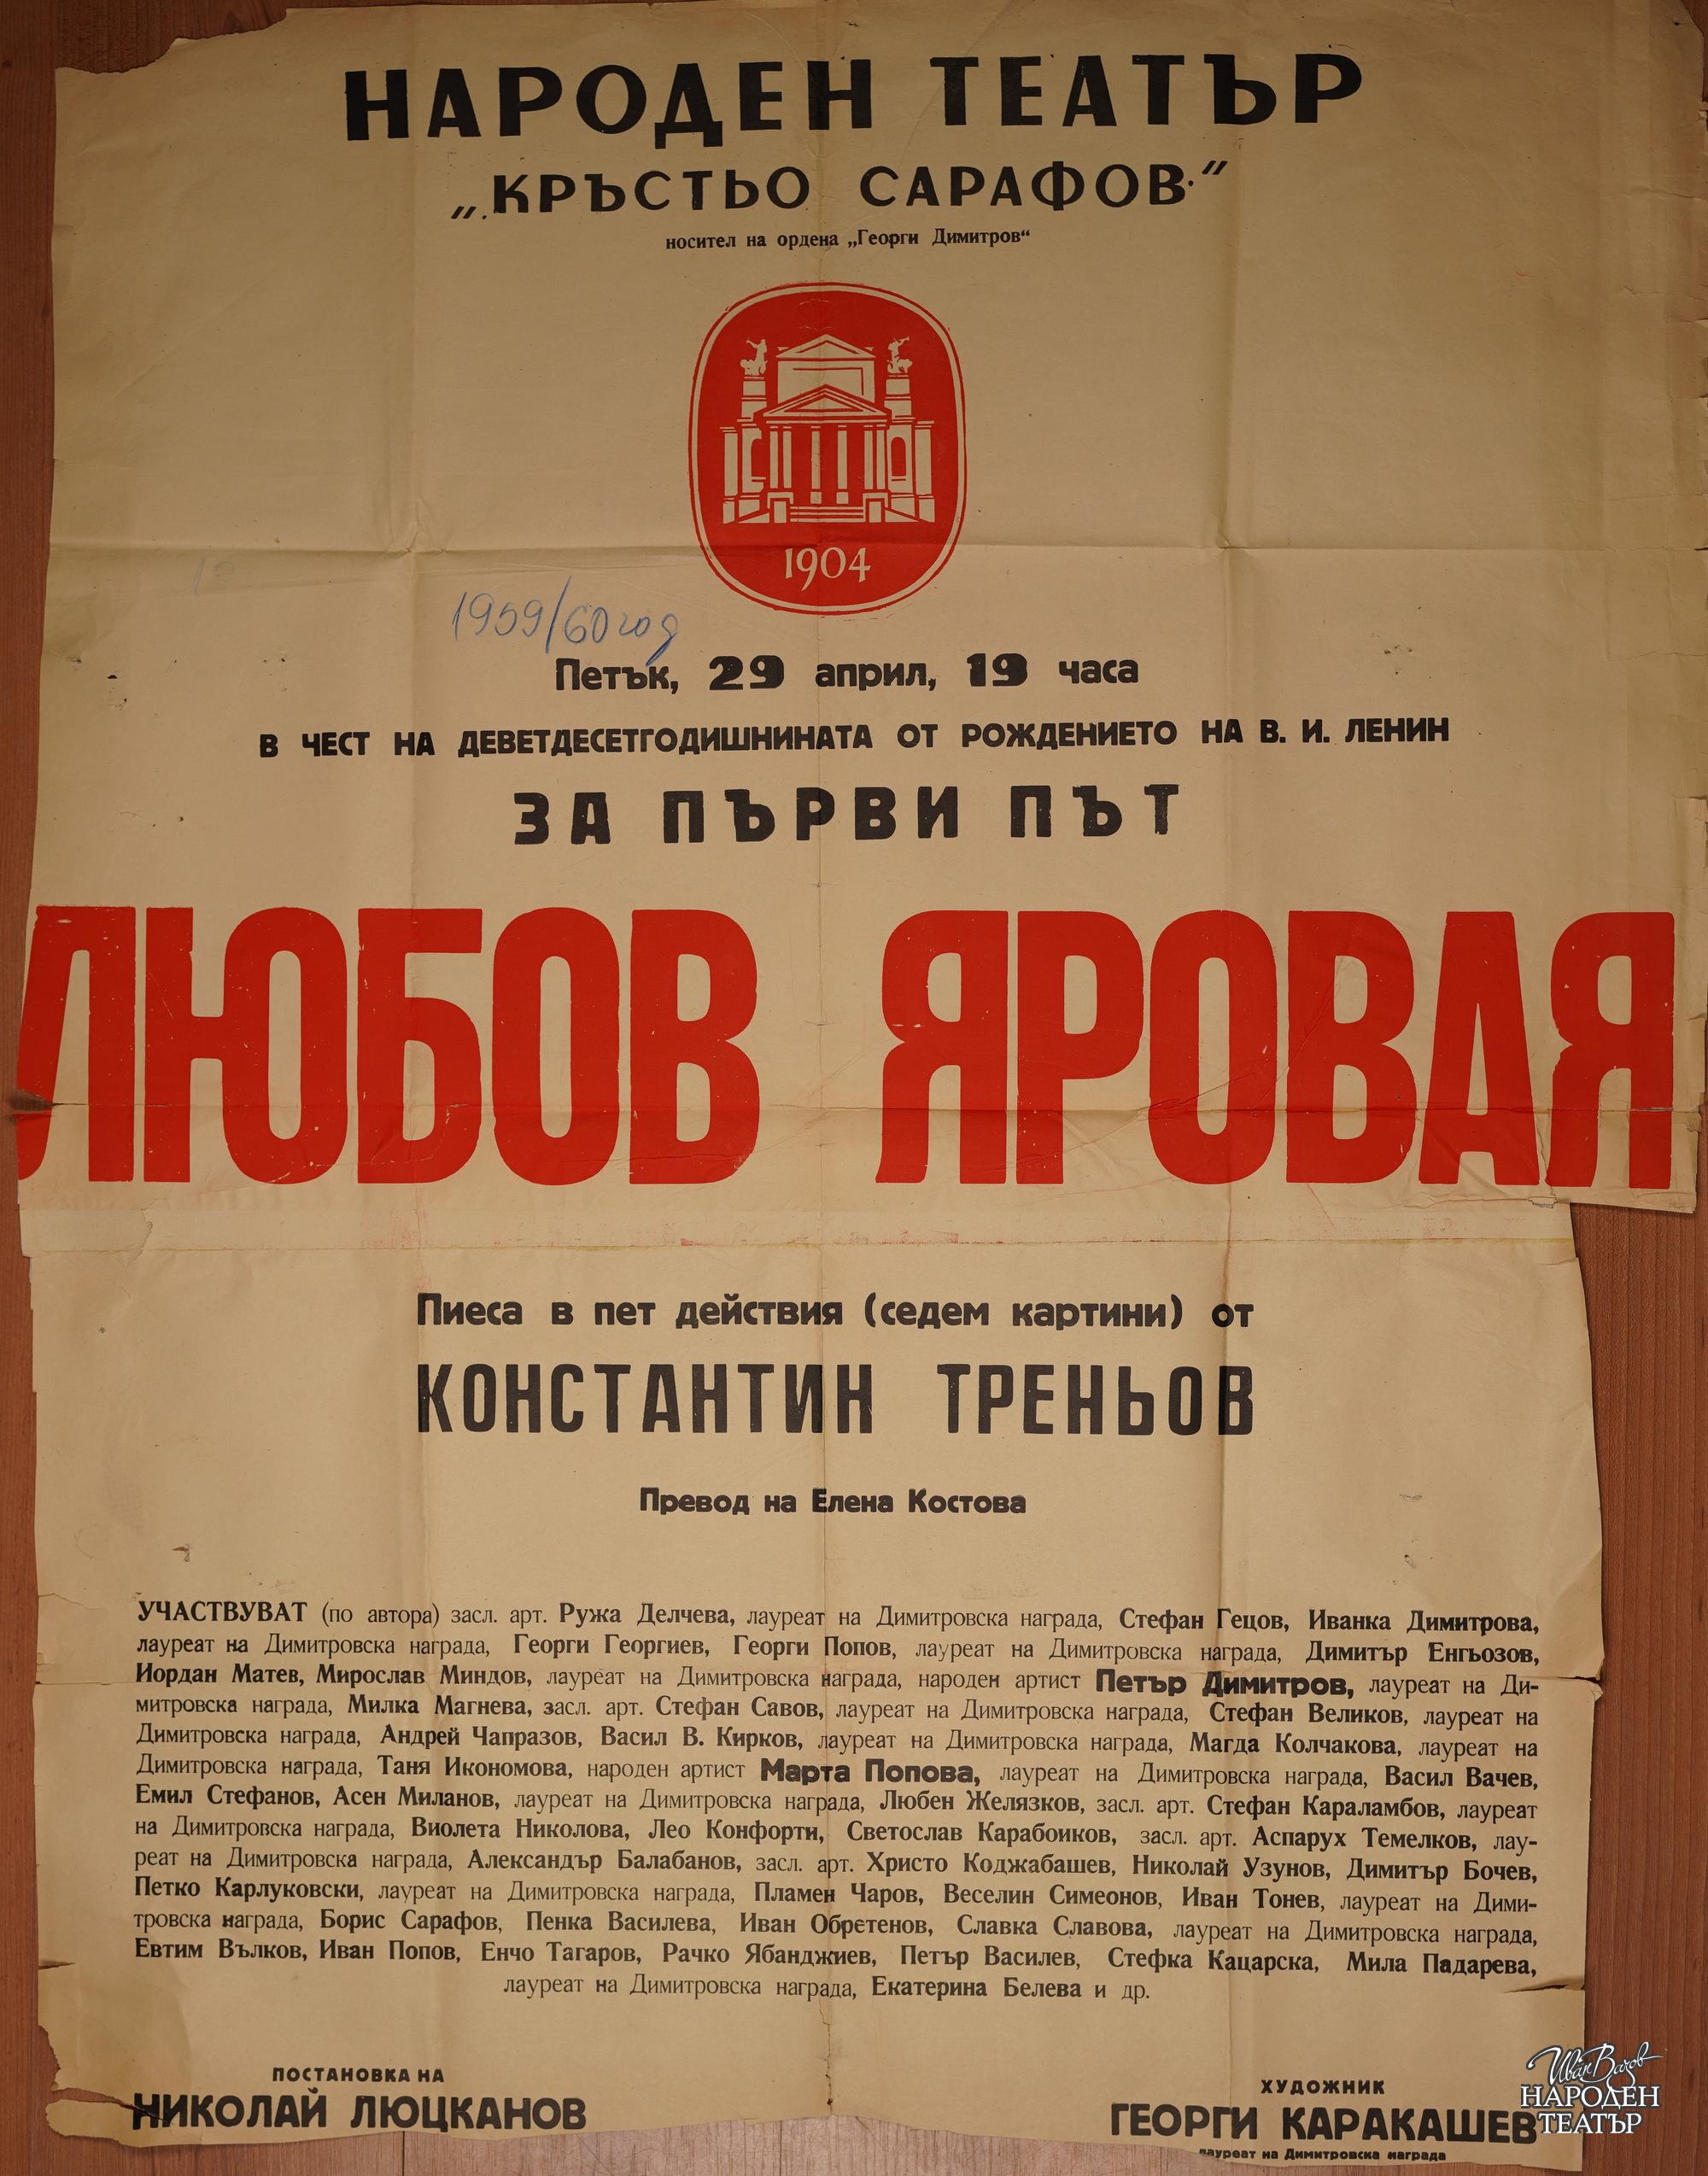 НАРОДЕН ТЕАТЪР
„КРЪСТЬО САРАФОВ"
носител на ордена „Георги Димитров“
1904
1959/60 год
Петък, 29 април, 19 часа
В ЧЕСТ НА ДЕВЕТДЕСЕТГОДИШНИНАТА ОТ РОЖДЕНИЕТО НА В. И. ЛЕНИН
ЗА ПЪРВИ ПЪТ
ЛЮБОВ ЯРОВАЯ
Пиеса в пет действия (седем картини) от
КОНСТАНТИН ТРЕНЬОВ
Превод на Елена Костова
УЧАСТВУВАТ (по автора) засл. арт. Ружа Делчева, лауреат на Димитровска награда, Стефан Гецов, Иванка Димитрова,
лауреат на Димитровска награда, Георги Георгиев, Георги Попов, лауреат на Димитровска награда, Димитър Енгьозов,
Йордан Матев, Мирослав Миндов, лауреат на Димитровска награда, народен артист Петър Димитров, лауреат на Ди-
митровска награда, Милка Магнева, засл. арт. Стефан Савов, лауреат на Димитровска награда, Стефан Великов, лауреат на
Димитровска награда, Андрей Чапразов, Васил В. Кирков, лауреат на Димитровска награда, Магда Колчакова, лауреат на
Димитровска награда, Таня Икономова, народен артист Марта Попова, лауреат на Димитровска награда, Васил Вачев,
Емил Стефанов, Асен Миланов, лауреат на Димитровска награда, Любен Желязков, засл. арт. Стефан Караламбов, лауреат
на Димитровска награда, Виолета Николова, Лео Конфорти, Светослав Карабоиков, засл. арт. Аспарух Темелков, лау-
реат на Димитровска награда, Александър Балабанов, засл. арт. Христо Коджабашев, Николай Узунов, Димитър Бочев,
Петко Карлуковски, лауреат на Димитровска награда, Пламен Чаров, Веселин Симеонов, Иван Тонев, лауреат на Дими-
тровска награда, Борис Сарафов, Пенка Василева, Иван Обретенов, Славка Славова, лауреат на Димитровска награда,
Евтим Вълков, Иван Попов, Енчо Тагаров, Рачко Ябанджиев, Петър Василев, Стефка Кацарска, Мила Падарева,
лауреат на Димитровска награда, Екатерина Белева и др.
ПОСТАНОВКА НА
НИКОЛАЙ ЛЮЦКАНОВ
ХУДОЖНИК
ГЕОРГИ КАРАКАШЕВ
лауреат на Димитровска награда
Иван Вазов
НАРОДЕН
ТЕАТЪР